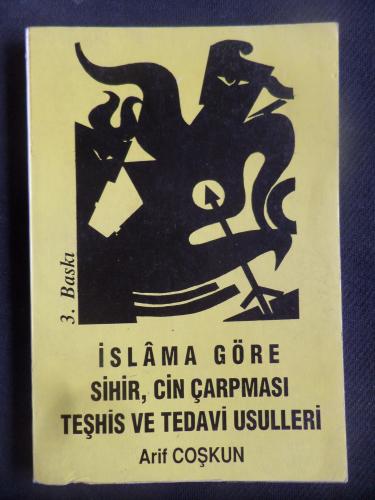 3. Baskı
İSLÂMA GÖRE
SİHİR, CİN ÇARPMASI
TEŞHİS VE TEDAVİ USULLERİ
Arif COŞKUN